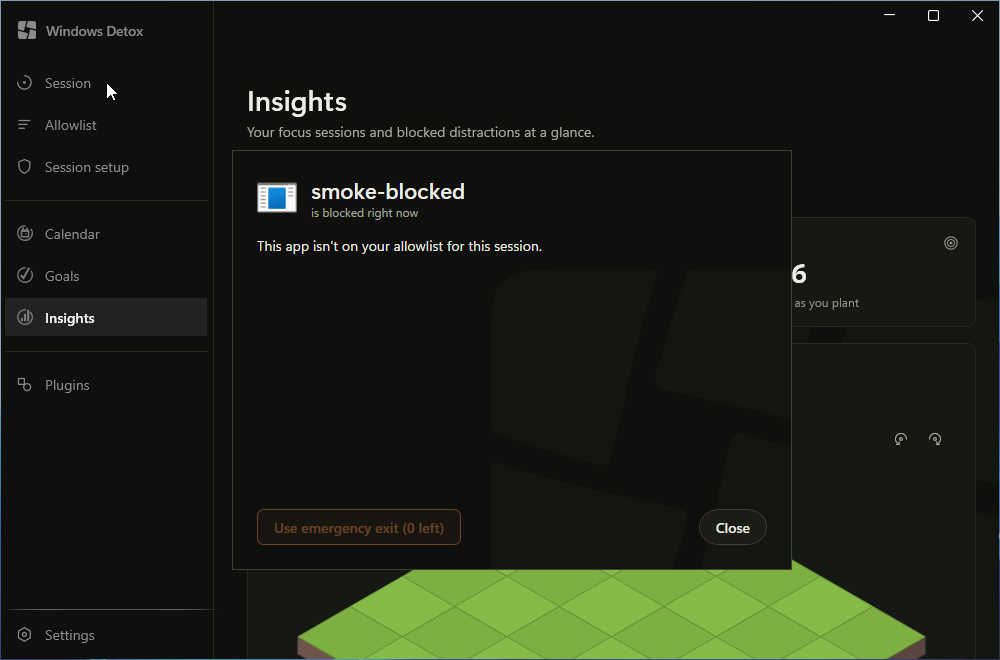 Windows Detox
Session
Allowlist
Session setup
Calendar
Goals
Insights
Plugins
Settings
Insights
Your focus sessions and blocked distractions at a glance.
smoke-blocked
is blocked right now
This app isn't on your allowlist for this session.
Use emergency exit (0 left)
Close
6
as you plant